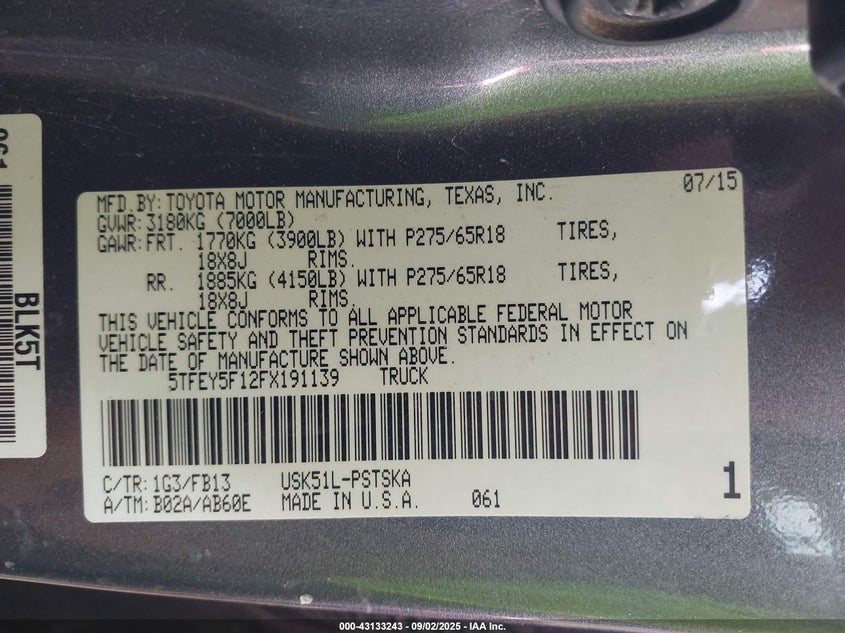 MFD.BY: TOYOTA MOTOR MANUFACTURING, TEXAS, INC. 07/15
GVWR: 3180KG (7000LB)
GAWR: FRT. 1770KG (3900LB) WITH P275/65R18 TIRES,
18X8J RIMS.
RR. 1885KG (4150LB) WITH P275/65R18 TIRES,
18X8J RIMS.
THIS VEHICLE CONFORMS TO ALL APPLICABLE FEDERAL MOTOR
VEHICLE SAFETY AND THEFT PREVENTION STANDARDS IN EFFECT ON
THE DATE OF MANUFACTURE SHOWN ABOVE.
5TFEY5F12FX191139 TRUCK
C/TR: 1G3/FB13 USK51L-PSTSKA
A/TM: B02A/AB60E MADE IN U.S.A. 061
1
BLK5T
000-43133243 - 09/02/2025 - IAA Inc.